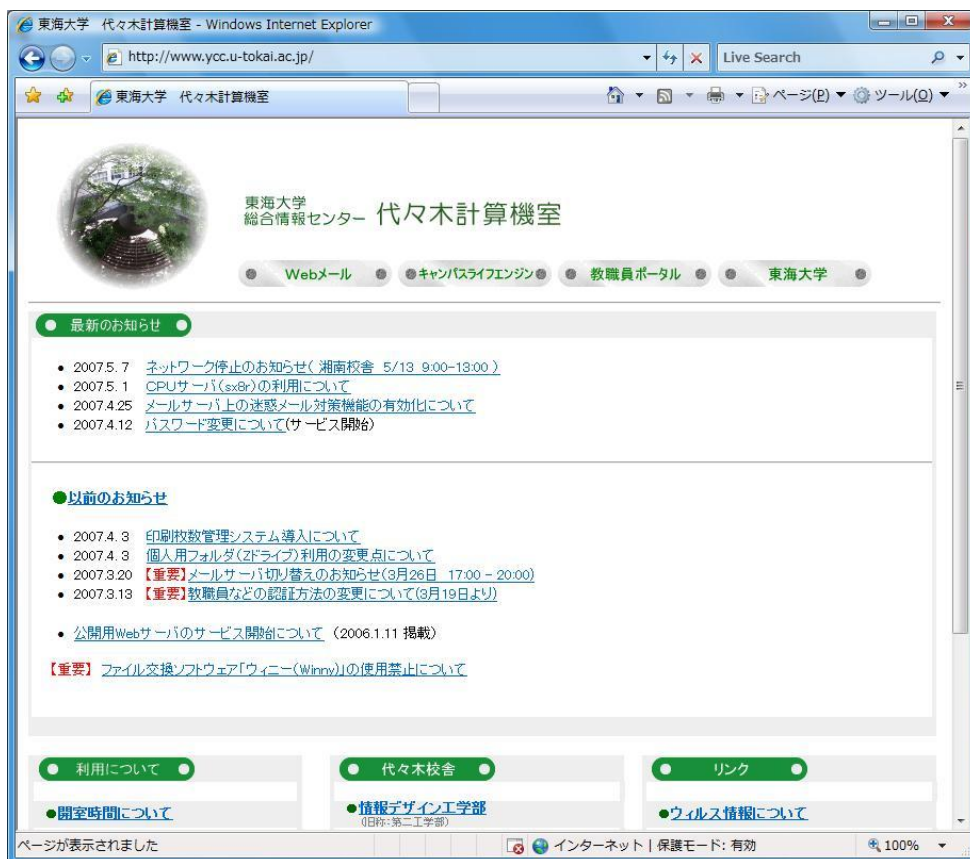 東海大学　代々木計算機室 - Windows Internet Explorer
http://www.ycc.u-tokai.ac.jp/
Live Search
東海大学　代々木計算機室
ページ(P)
ツール(O)
東海大学
総合情報センター 代々木計算機室
Webメール
キャンパスライフエンジン
教職員ポータル
東海大学
最新のお知らせ
2007.5. 7 ネットワーク停止のお知らせ( 湘南校舎 5/13 9:00-13:00 )
2007.5. 1 CPUサーバ(sx8r)の利用について
2007.4.25 メールサーバ上の迷惑メール対策機能の有効化について
2007.4.12 パスワード変更について(サービス開始)
●以前のお知らせ
2007.4. 3 印刷枚数管理システム導入について
2007.4. 3 個人用フォルダ(Zドライブ)利用の変更点について
2007.3.20 【重要】メールサーバ切り替えのお知らせ(3月26日 17:00 - 20:00)
2007.3.13 【重要】教職員などの認証方法の変更について(3月19日より)
公開用Webサーバのサービス開始について (2006.1.11 掲載)
【重要】 ファイル交換ソフトウェア「ウィニー(Winny)」の使用禁止について
利用について
代々木校舎
リンク
●開室時間について
●情報デザイン工学部
(旧称:第二工学部)
●ウィルス情報について
ページが表示されました
インターネット | 保護モード: 有効
100%